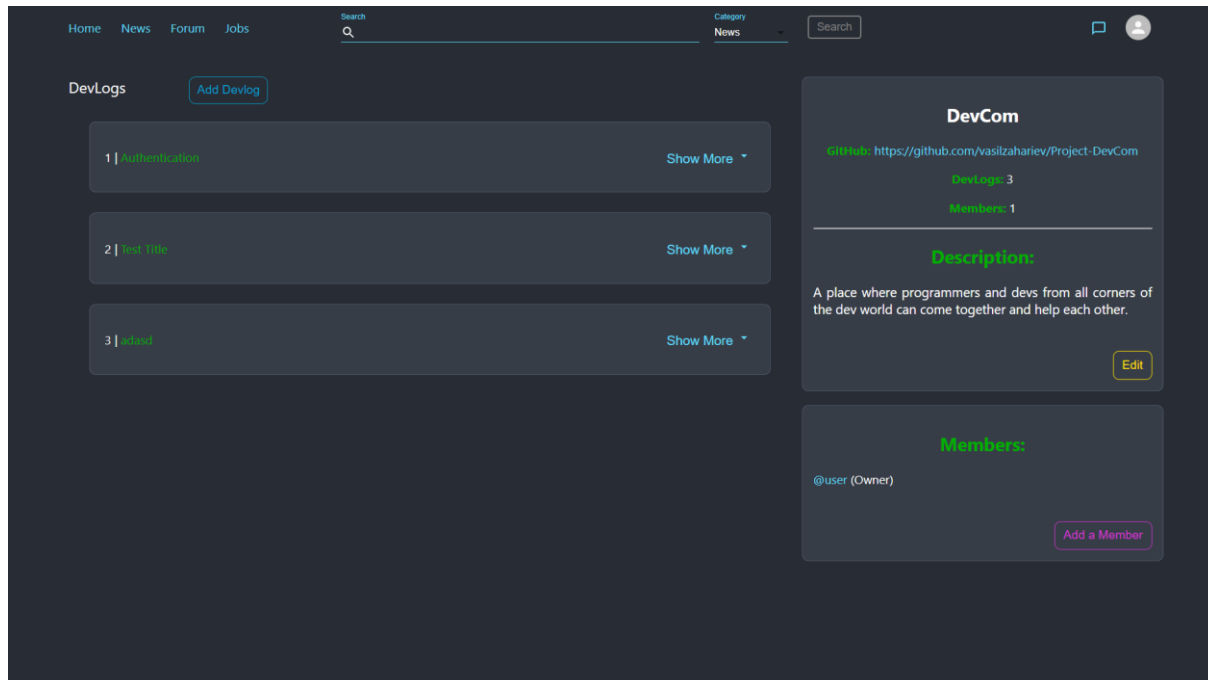 Home News Forum Jobs
Search
Category
News
Search
DevLogs
Add Devlog
1 | Authentication
Show More
2 | Test Title
Show More
3 | adasd
Show More
DevCom
GitHub: https://github.com/vasilzahariev/Project-DevCom
DevLogs: 3
Members: 1
Description:
A place where programmers and devs from all corners of
the dev world can come together and help each other.
Edit
Members:
@user (Owner)
Add a Member